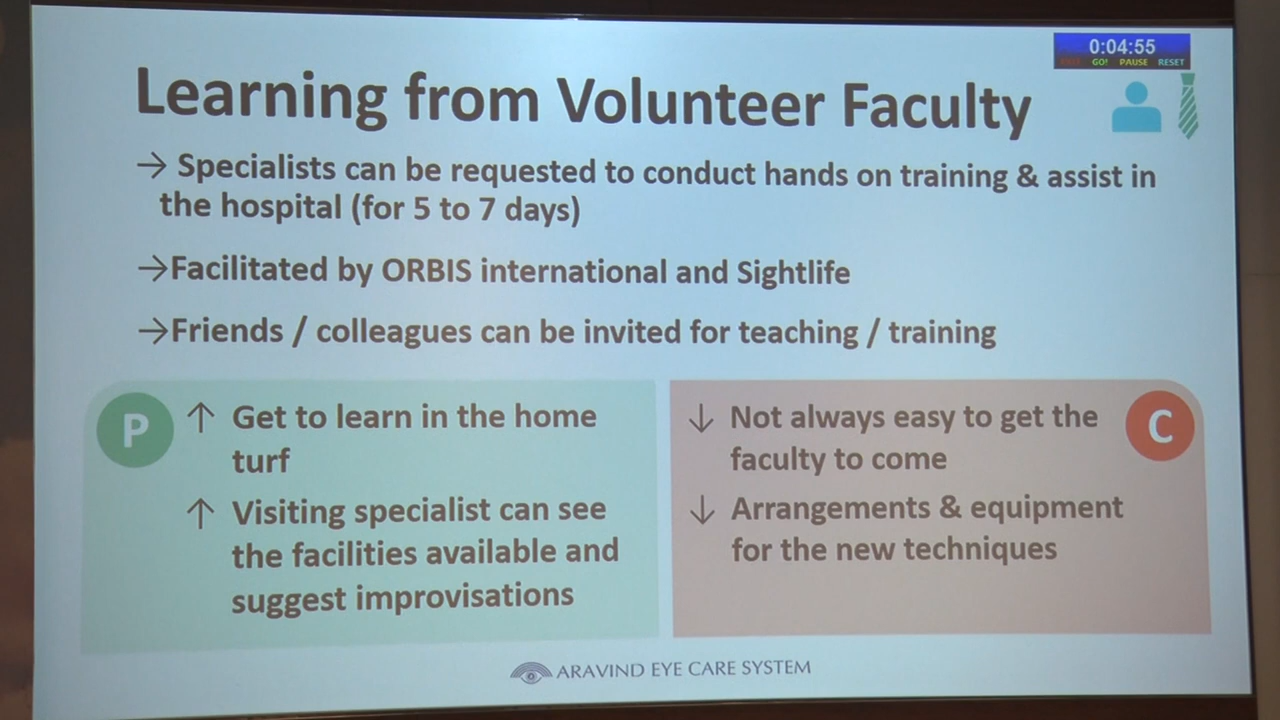 0:04:55
GO! PAUSE RESET
Learning from Volunteer Faculty
→ Specialists can be requested to conduct hands on training & assist in
the hospital (for 5 to 7 days)
→Facilitated by ORBIS international and Sightlife
→Friends / colleagues can be invited for teaching / training
P
↑ Get to learn in the home
turf
↑ Visiting specialist can see
the facilities available and
suggest improvisations
C
↓ Not always easy to get the
faculty to come
↓ Arrangements & equipment
for the new techniques
ARAVIND EYE CARE SYSTEM